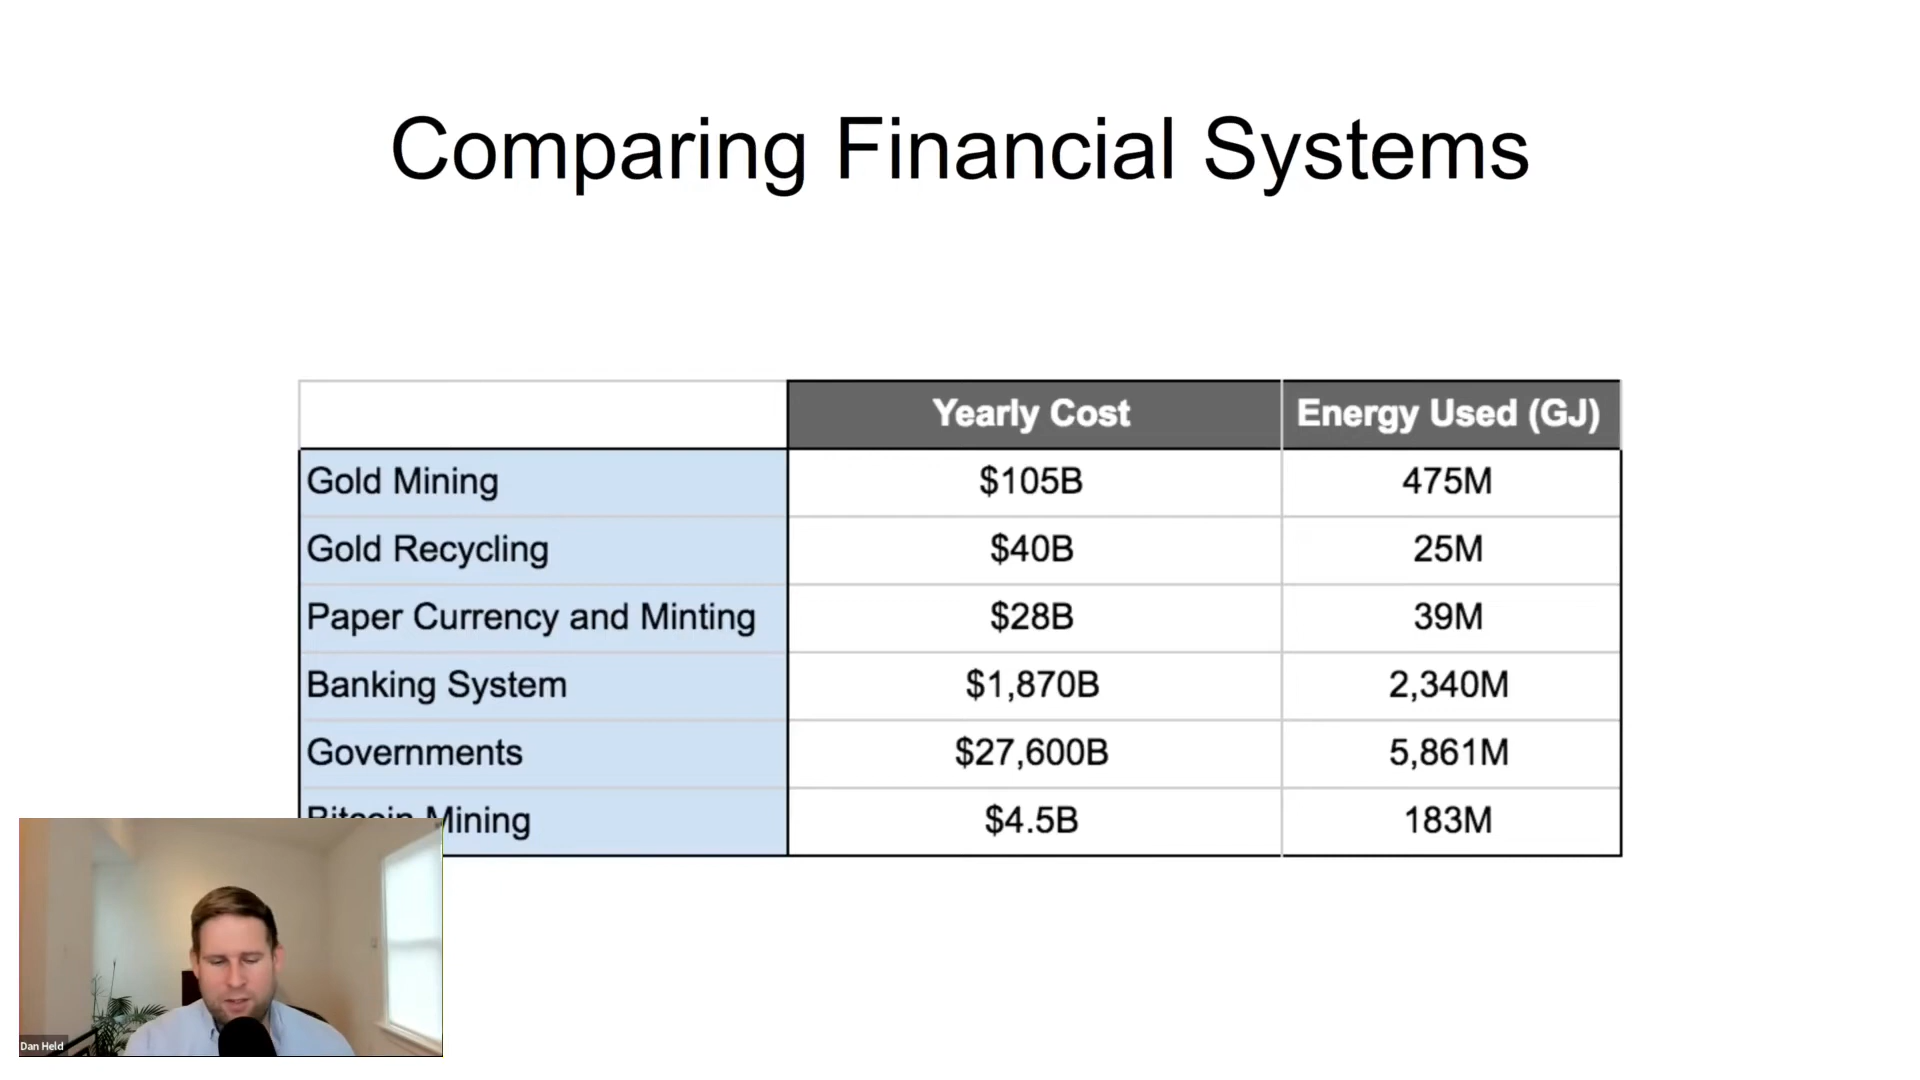 Comparing Financial Systems
Yearly Cost Energy Used (GJ)
Gold Mining $105B 475M
Gold Recycling $40B 25M
Paper Currency and Minting $28B 39M
Banking System $1,870B 2,340M
Governments $27,600B 5,861M
Bitcoin Mining $4.5B 183M
Dan Held